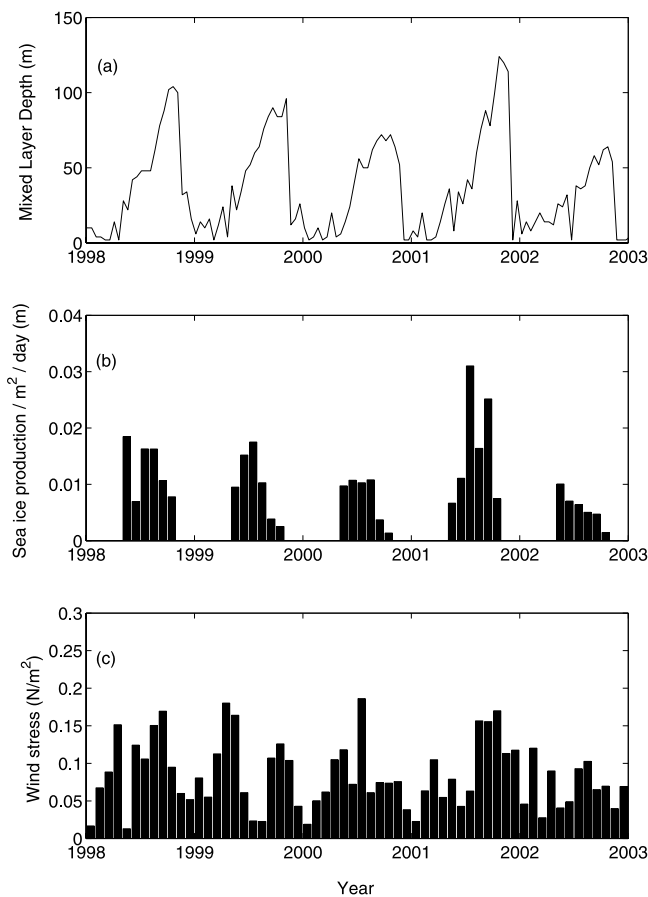 150
100
50
0
Mixed Layer Depth (m)
(a)
1998 1999 2000 2001 2002 2003
0.04
0.03
0.02
0.01
0
Sea ice production / m² / day (m)
(b)
1998 1999 2000 2001 2002 2003
0.3
0.25
0.2
0.15
0.1
0.05
0
Wind stress (N/m²)
(c)
1998 1999 2000 2001 2002 2003
Year